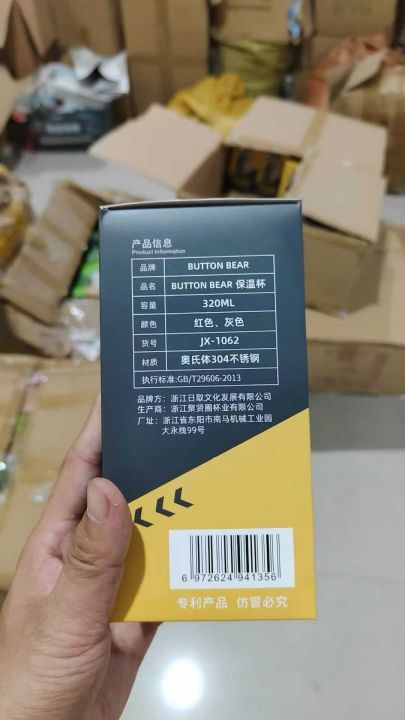 产品信息
Product Information
品牌 BUTTON BEAR
品名 BUTTON BEAR 保温杯
容量 320ML
颜色 红色、灰色
货号 JX-1062
材质 奥氏体304不锈钢
执行标准:GB/T29606-2013
品牌方：浙江日取文化发展有限公司
生产商：浙江聚贤圈杯业有限公司
厂址：浙江省东阳市南马机械工业园
大永线99号
6 972624 941356
专利产品 仿冒必究